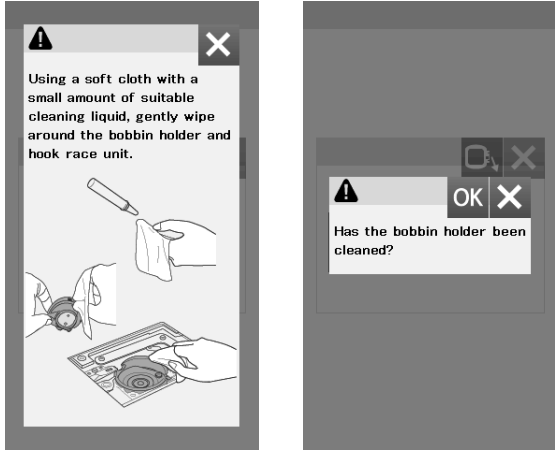 Using a soft cloth with a
small amount of suitable
cleaning liquid, gently wipe
around the bobbin holder and
hook race unit.
OK
Has the bobbin holder been
cleaned?